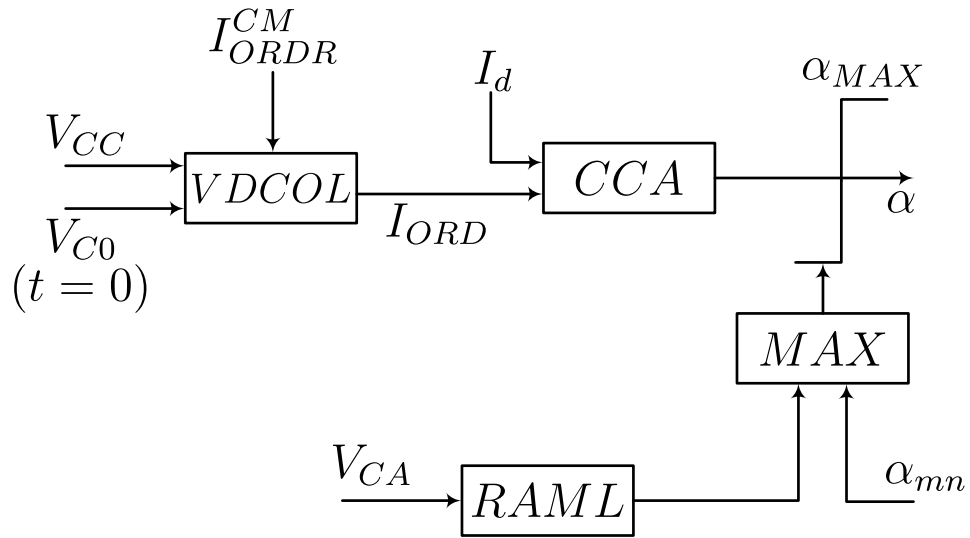 I_{ORDR}^{CM}
I_d
α_{MAX}
V_{CC}
VDCOL
CCA
V_{C0}
(t = 0)
I_{ORD}
α
MAX
V_{CA}
RAML
α_{mn}